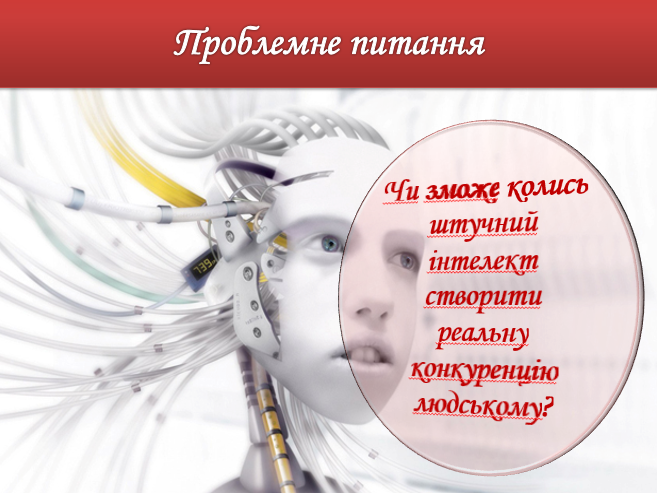 Проблемне питання
Чи зможе колись
штучний
інтелект
створити
реальну
конкуренцію
людському?